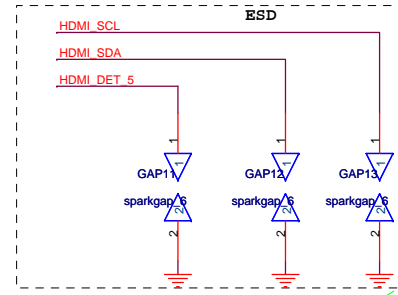 ESD
HDMI_SCL
HDMI_SDA
HDMI_DET_5
1 1 1
GAP11 1 GAP12 1 GAP13 1
sparkgap_6 2 sparkgap_6 2 sparkgap_6 2
2 2 2